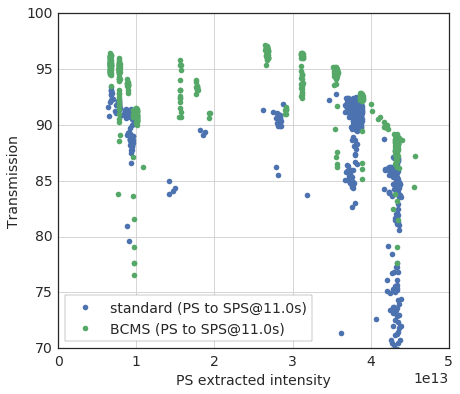 100
95
90
85
80
75
70
Transmission
standard (PS to SPS@11.0s)
BCMS (PS to SPS@11.0s)
0 1 2 3 4 5
1e13
PS extracted intensity